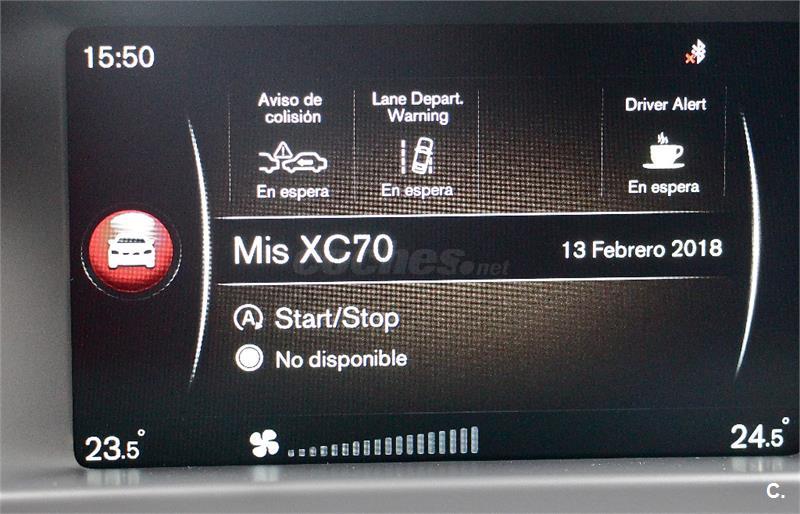 15:50
Aviso de
colisión
Lane Depart.
Warning
Driver Alert
En espera
En espera
En espera
Mis XC70
13 Febrero 2018
coches.net
A Start/Stop
No disponible
23.5°
24.5°
C.